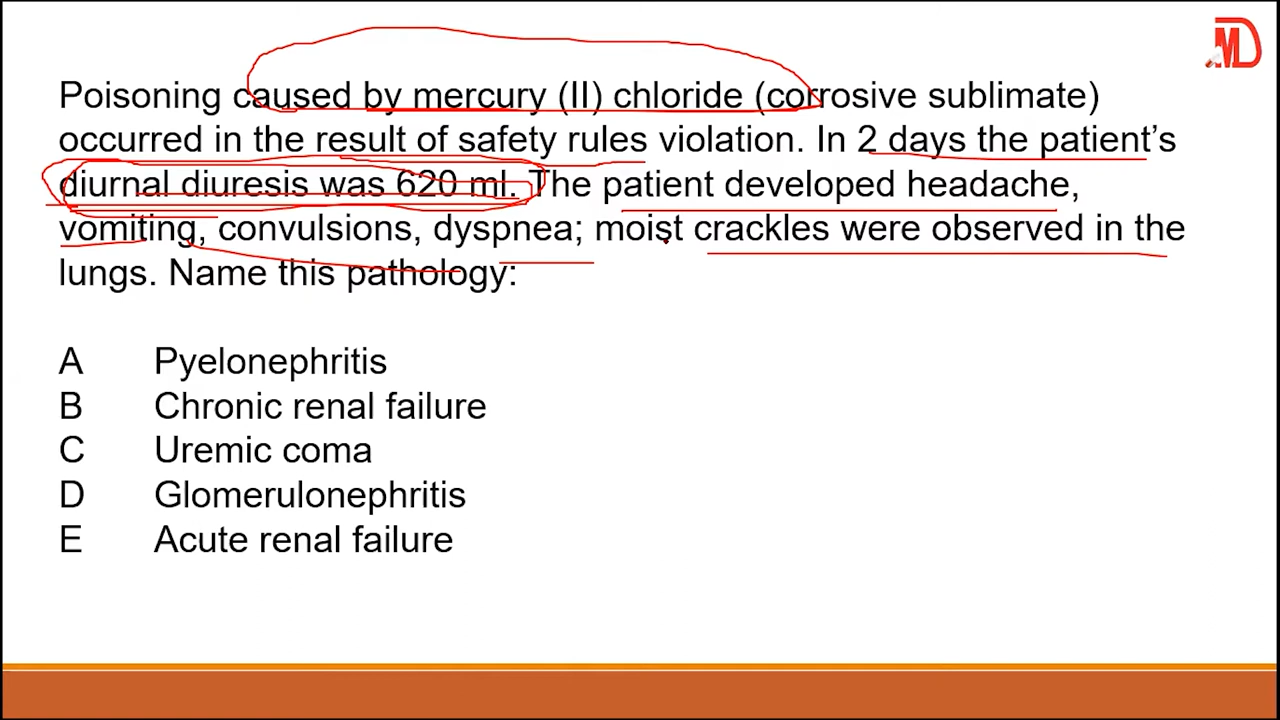 MD
Poisoning caused by mercury (II) chloride (corrosive sublimate)
occurred in the result of safety rules violation. In 2 days the patient’s
diurnal diuresis was 620 ml. The patient developed headache,
vomiting, convulsions, dyspnea; moist crackles were observed in the
lungs. Name this pathology:
A Pyelonephritis
B Chronic renal failure
C Uremic coma
D Glomerulonephritis
E Acute renal failure